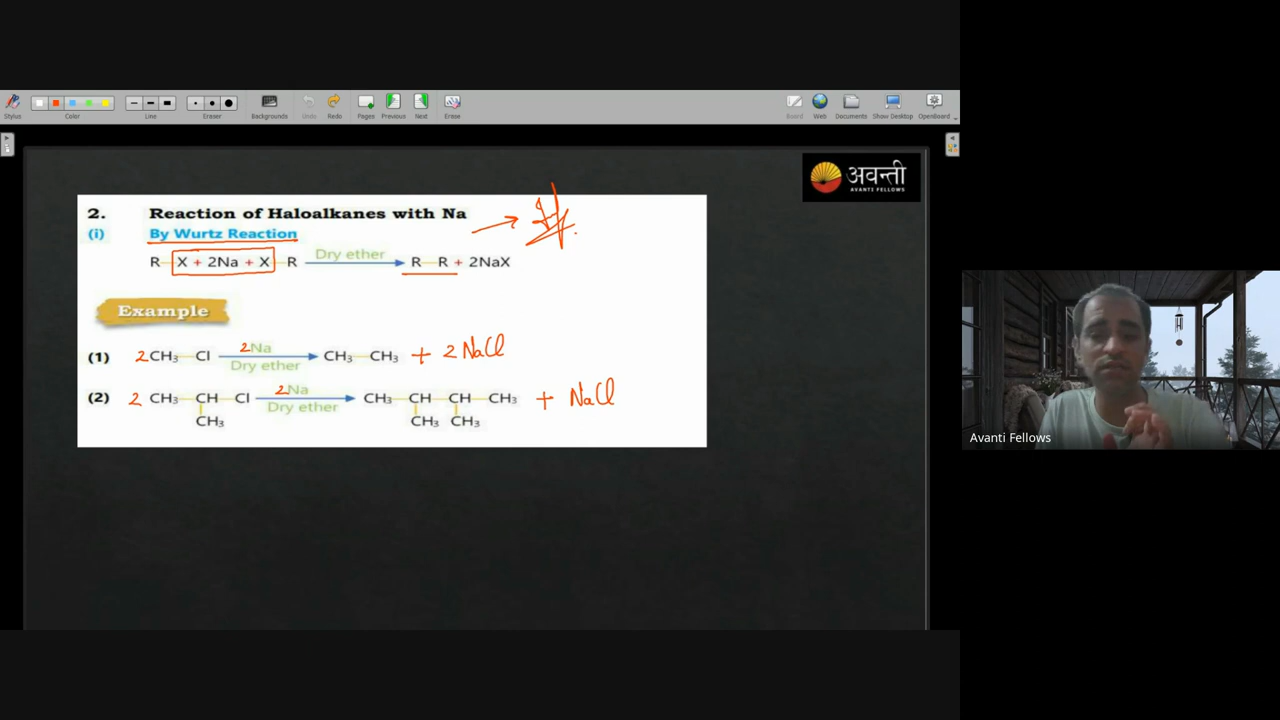 Stylus Color Line Eraser Backgrounds Undo Redo Pages Previous Next Erase Board Web Documents Show Desktop OpenBoard
अवन्ती
AVANTI FELLOWS
2. Reaction of Haloalkanes with Na
(i) By Wurtz Reaction
R X + 2Na + X R Dry ether R R + 2NaX
Example
(1) 2CH₃ Cl 2Na Dry ether CH₃ CH₃ + 2NaCl
(2) 2 CH₃ CH Cl 2Na Dry ether CH₃ CH CH CH₃ + NaCl
CH₃ CH₃ CH₃
Avanti Fellows